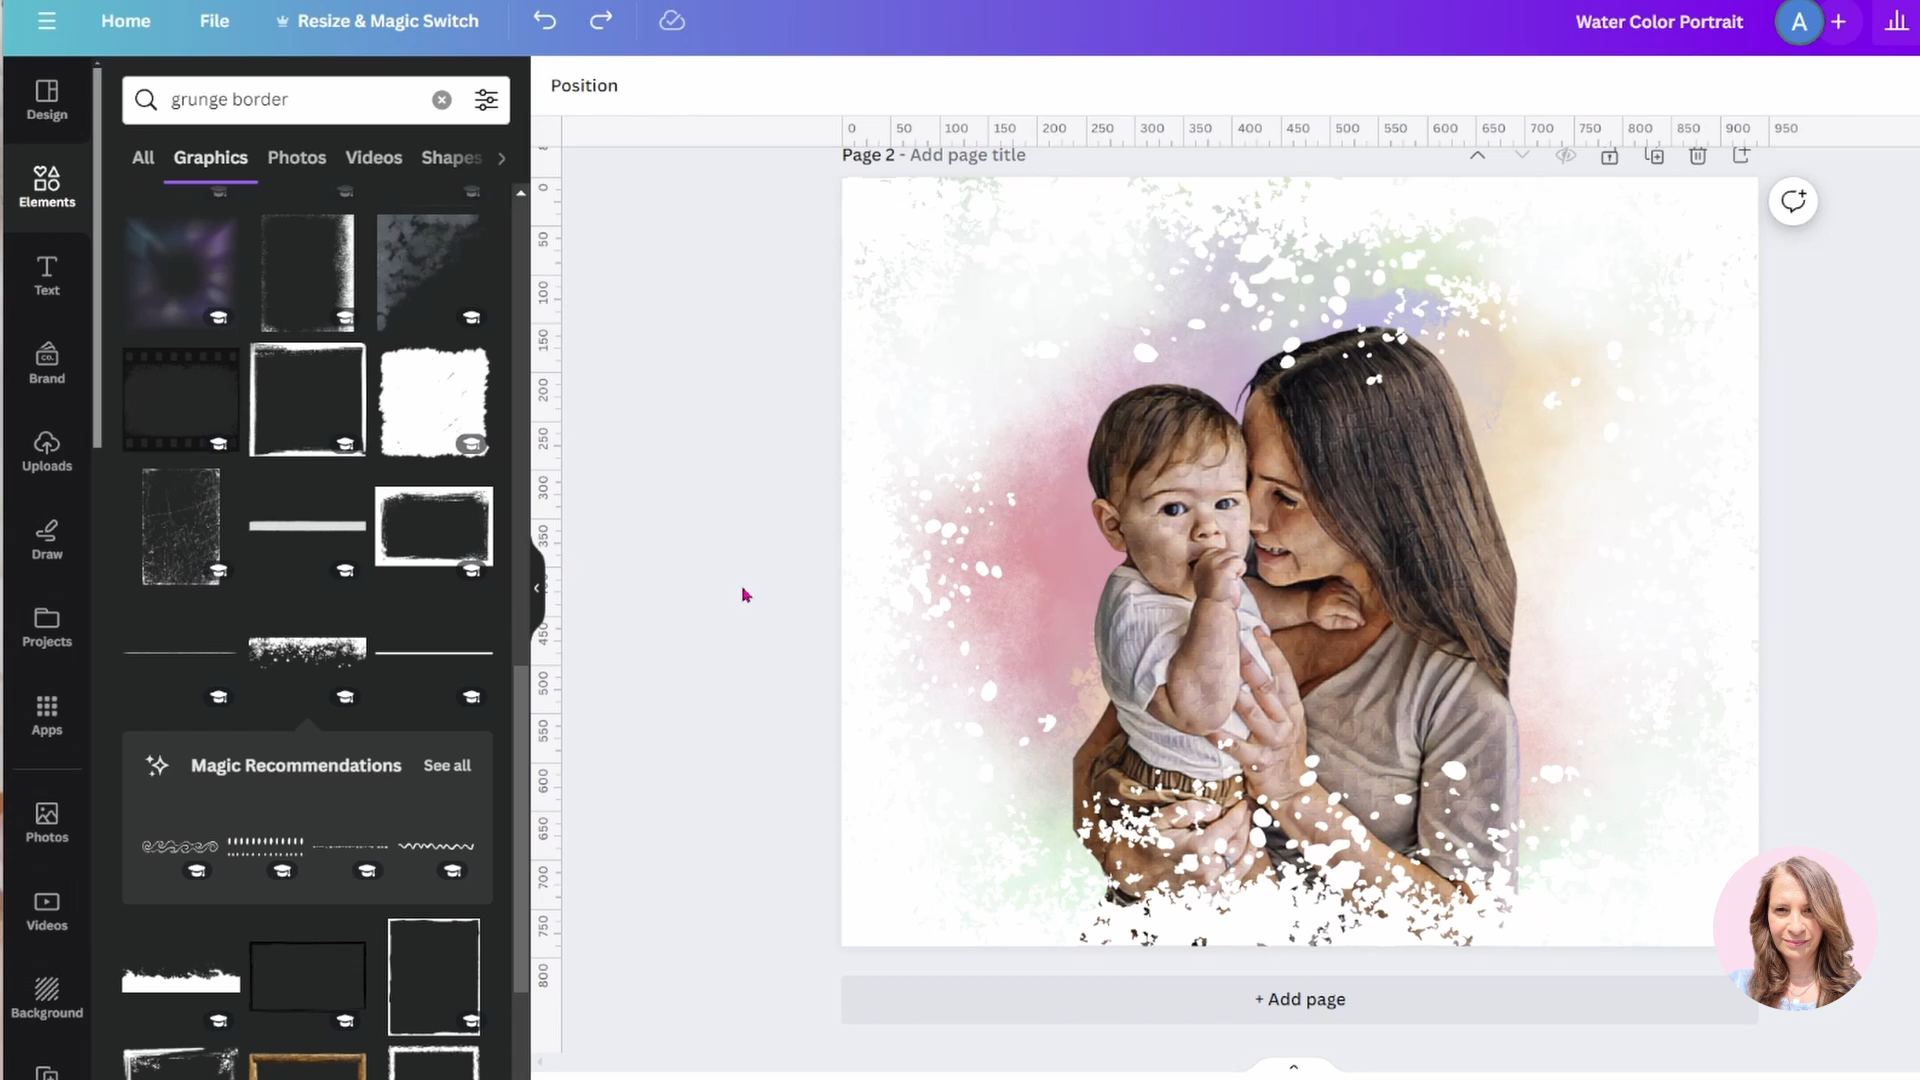 Home File Resize & Magic Switch Water Color Portrait A
Design
Elements
Text
Brand
CO.
Uploads
Draw
Projects
Apps
Photos
Videos
Background
grunge border
All Graphics Photos Videos Shapes
Magic Recommendations See all
Position
0 50 100 150 200 250 300 350 400 450 500 550 600 650 700 750 800 850 900 950
Page 2 - Add page title
0
50
100
150
200
250
300
350
450
500
550
600
650
700
750
800
+ Add page